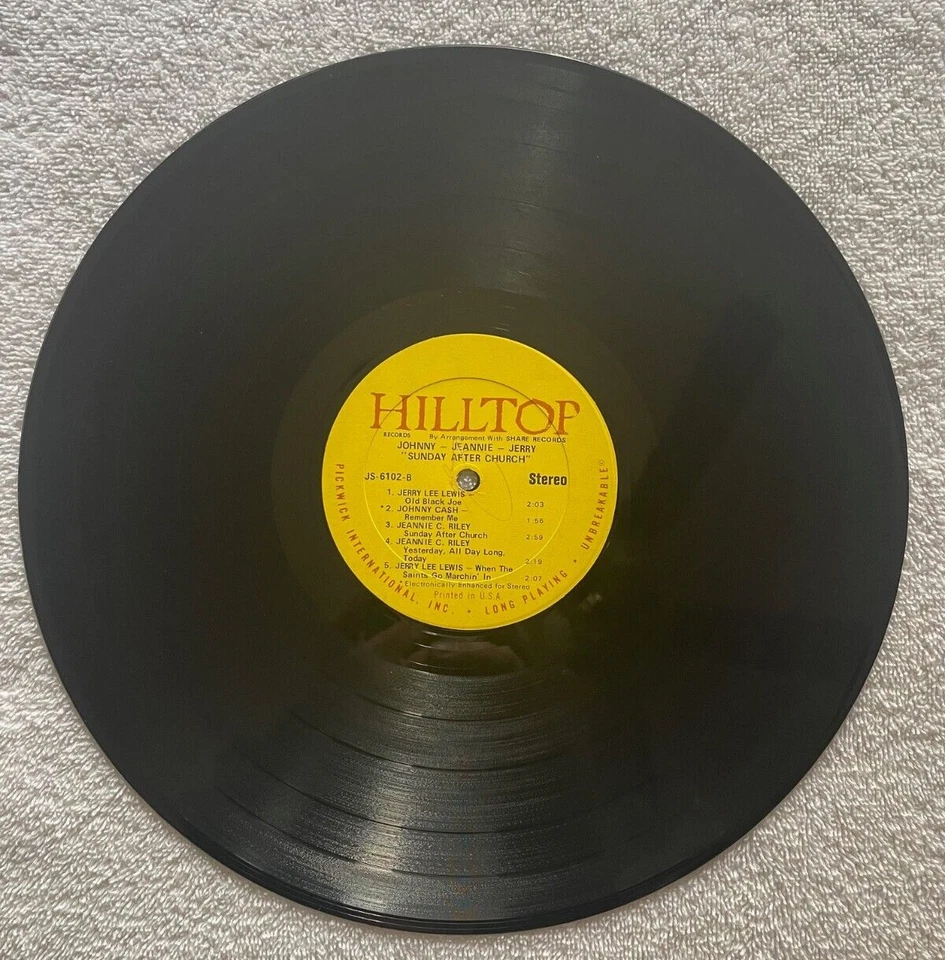 HILLTOP
RECORDS By Arrangement With SHARE RECORDS
JOHNNY — JEANNIE — JERRY
"SUNDAY AFTER CHURCH"
JS-6102-B Stereo
1. JERRY LEE LEWIS —
Old Black Joe 2:03
*2. JOHNNY CASH —
Remember Me 1:56
3. JEANNIE C. RILEY
Sunday After Church 2:59
4. JEANNIE C. RILEY
Yesterday, All Day Long,
Today 2:19
5. JERRY LEE LEWIS — When The
Saints Go Marchin' In 2:07
*Electronically Enhanced for Stereo
Printed in U.S.A.
PICKWICK INTERNATIONAL, INC. • LONG PLAYING • UNBREAKABLE©